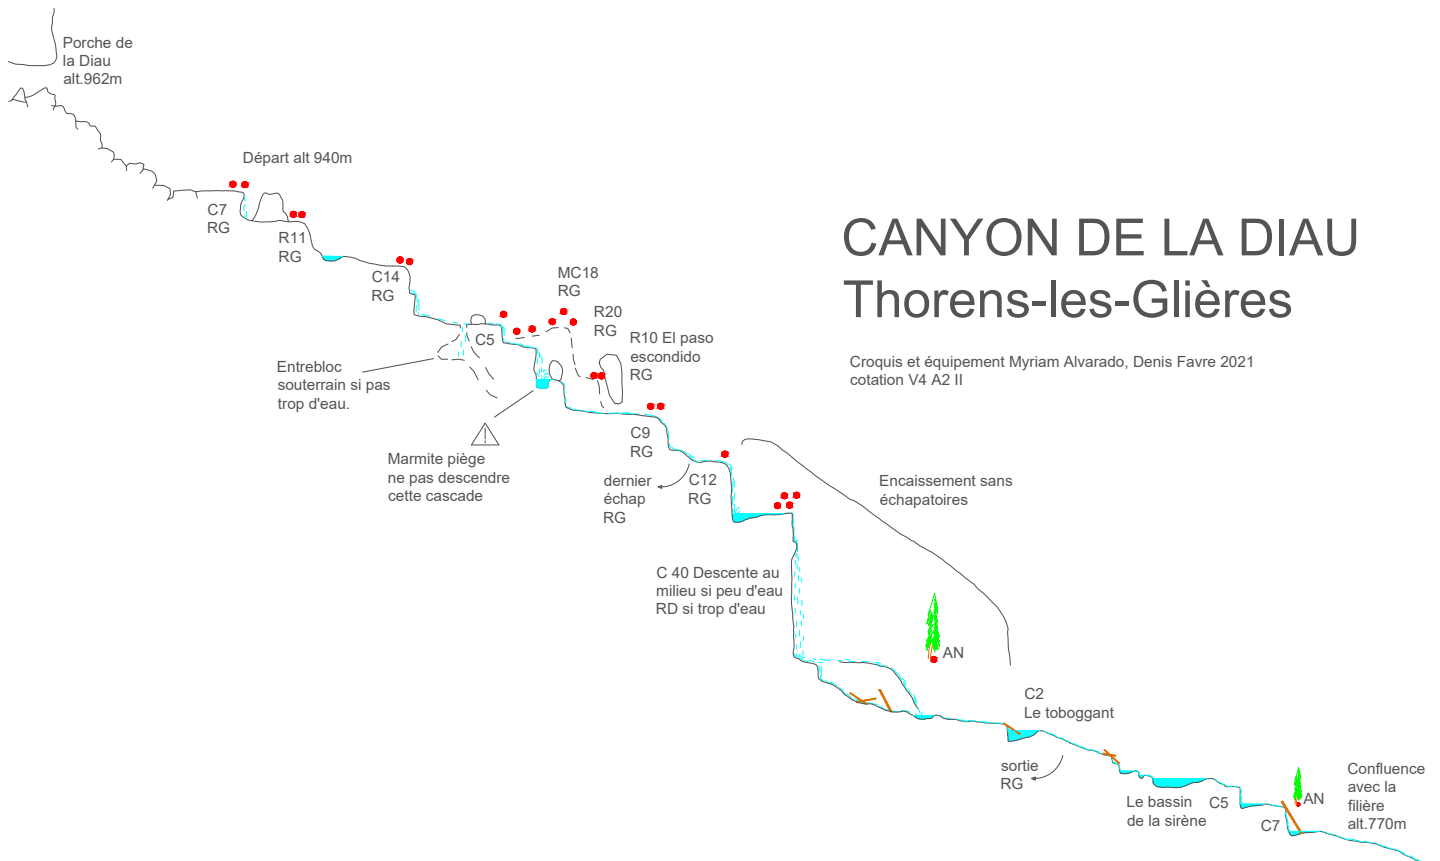 Porche de
la Diau
alt.962m
Départ alt 940m
C7
RG
R11
RG
C14
RG
CANYON DE LA DIAU
Thorens-les-Glières
Croquis et équipement Myriam Alvarado, Denis Favre 2021
cotation V4 A2 II
MC18
RG
R20
RG
R10 El paso
escondido
RG
C5
Entrebloc
souterrain si pas
trop d'eau.
Marmite piège
ne pas descendre
cette cascade
C9
RG
dernier
échap
RG
C12
RG
Encaissement sans
échapatoires
C 40 Descente au
milieu si peu d'eau
RD si trop d'eau
AN
C2
Le toboggant
sortie
RG
Le bassin
de la sirène
C5
C7
AN
Confluence
avec la
filière
alt.770m